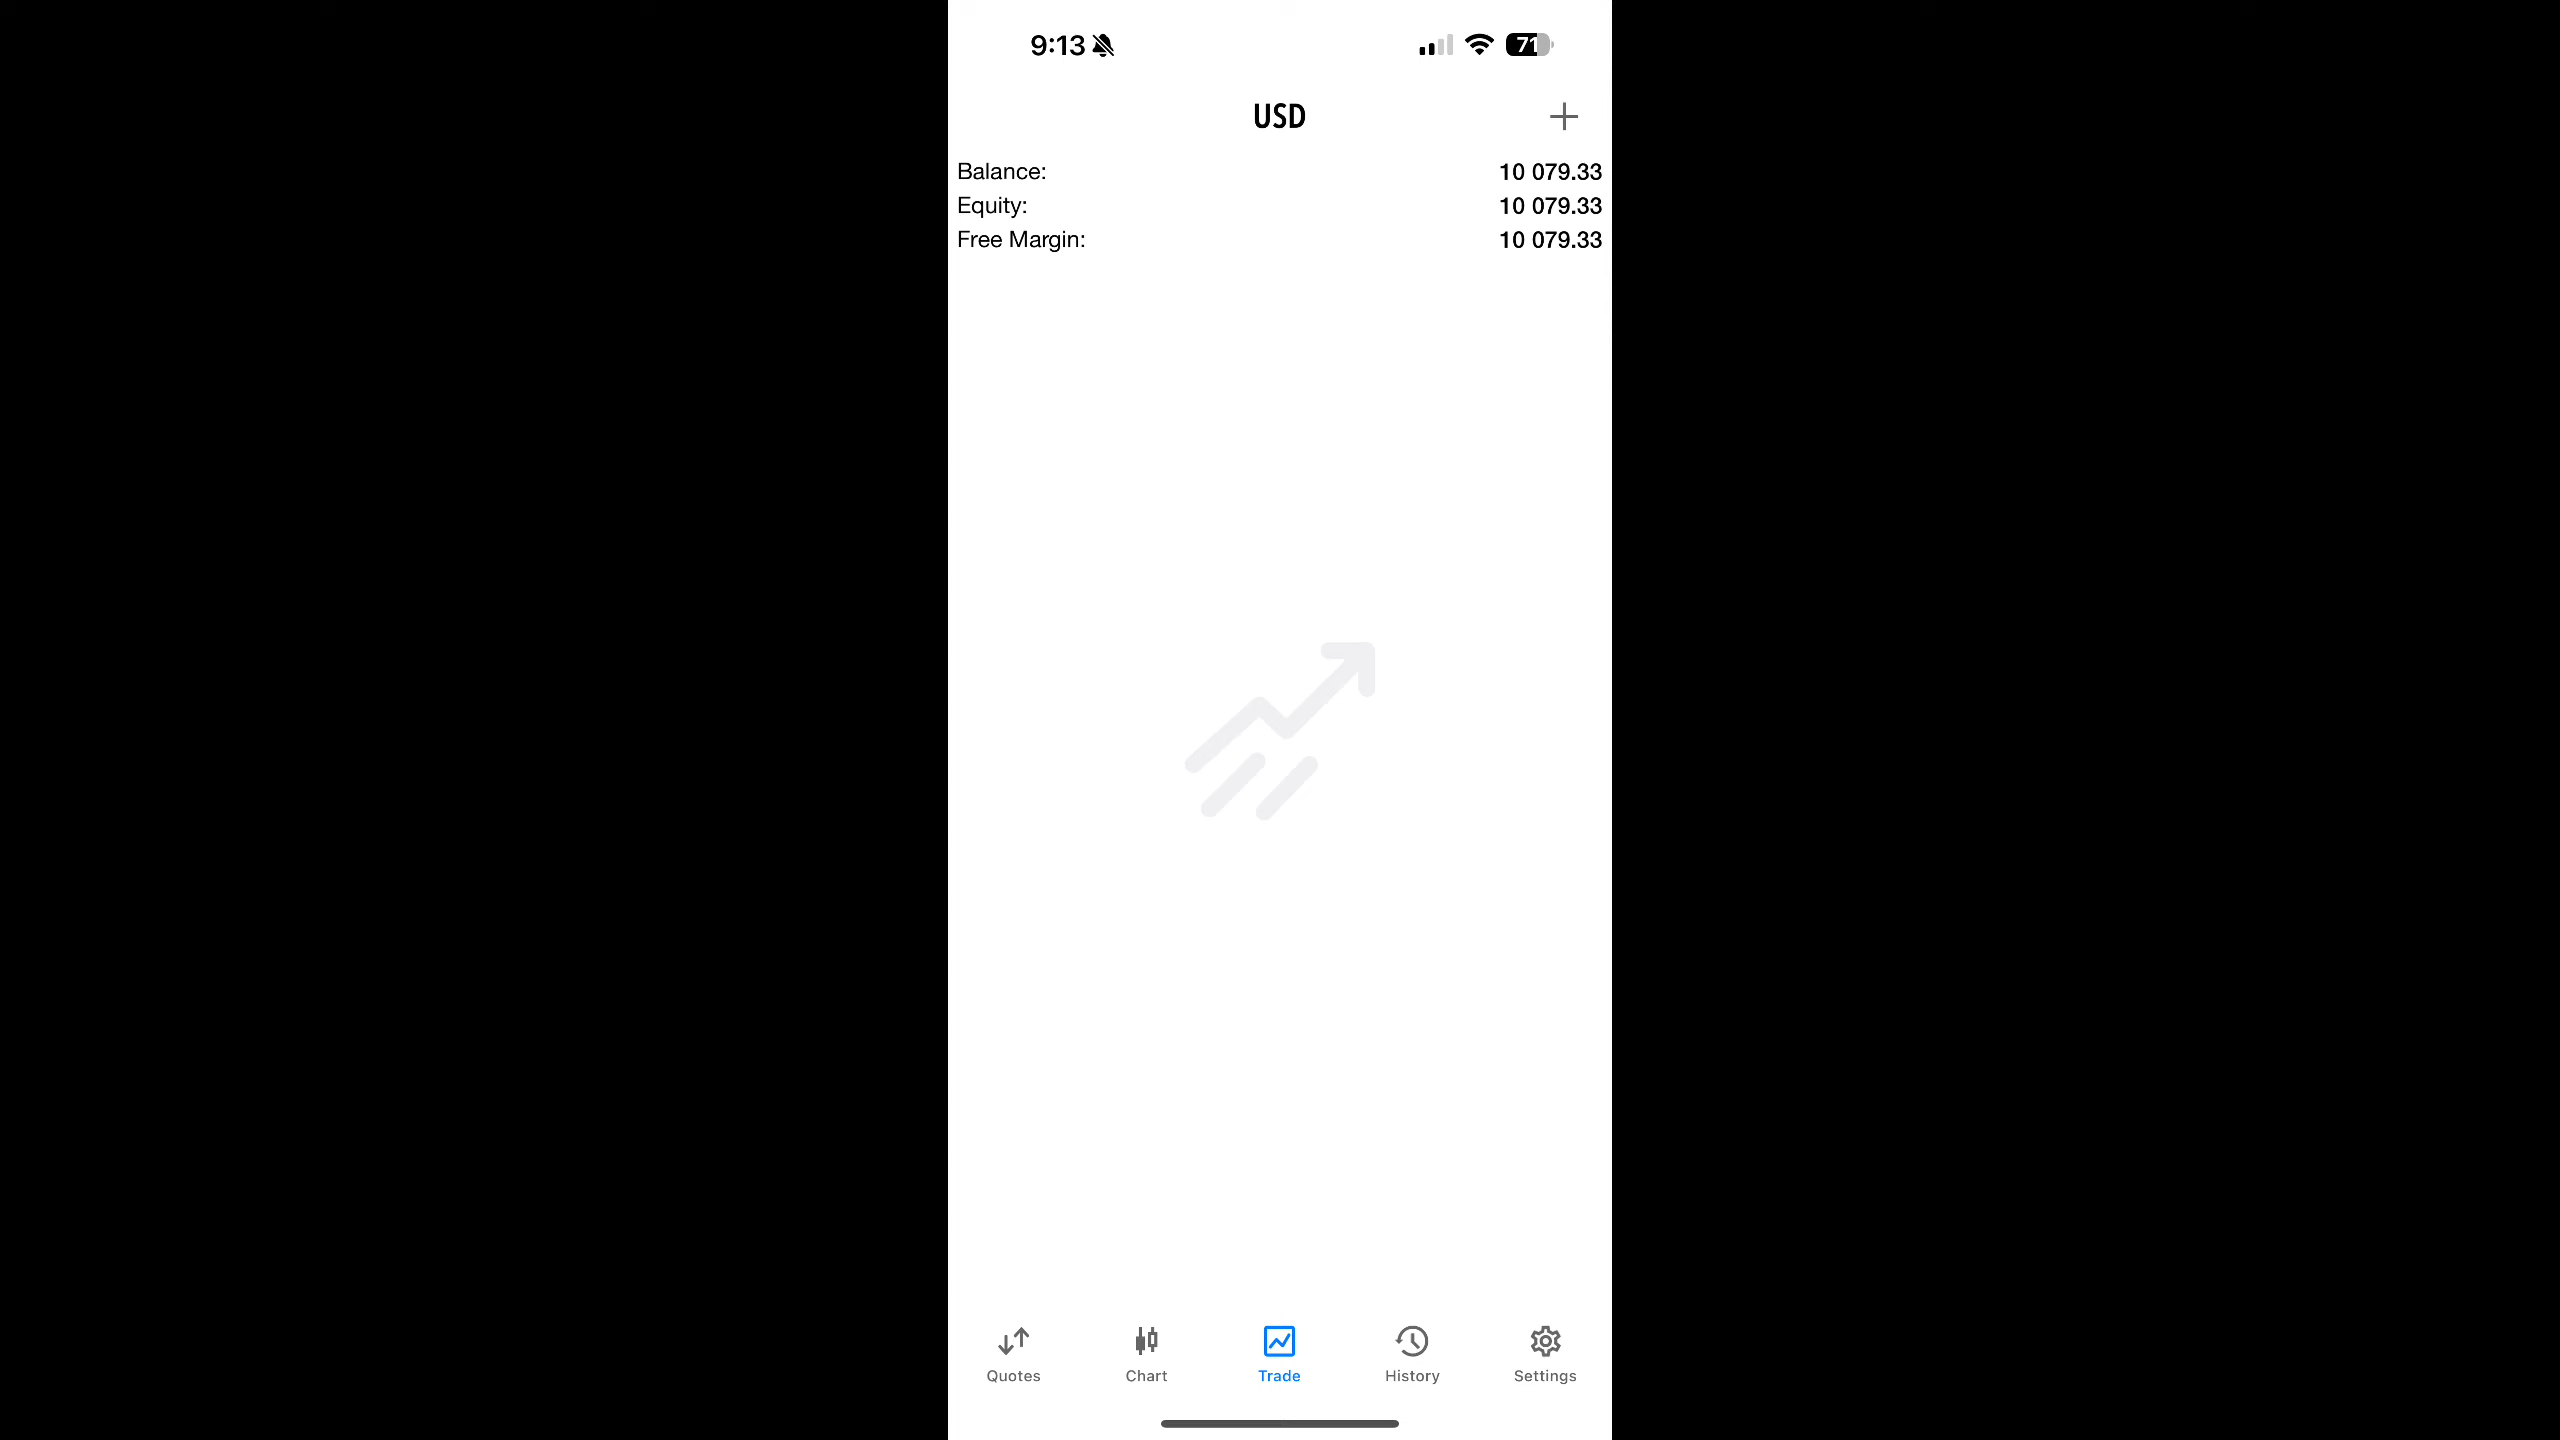 9:13
71
USD
Balance: 10 079.33
Equity: 10 079.33
Free Margin: 10 079.33
Quotes Chart Trade History Settings